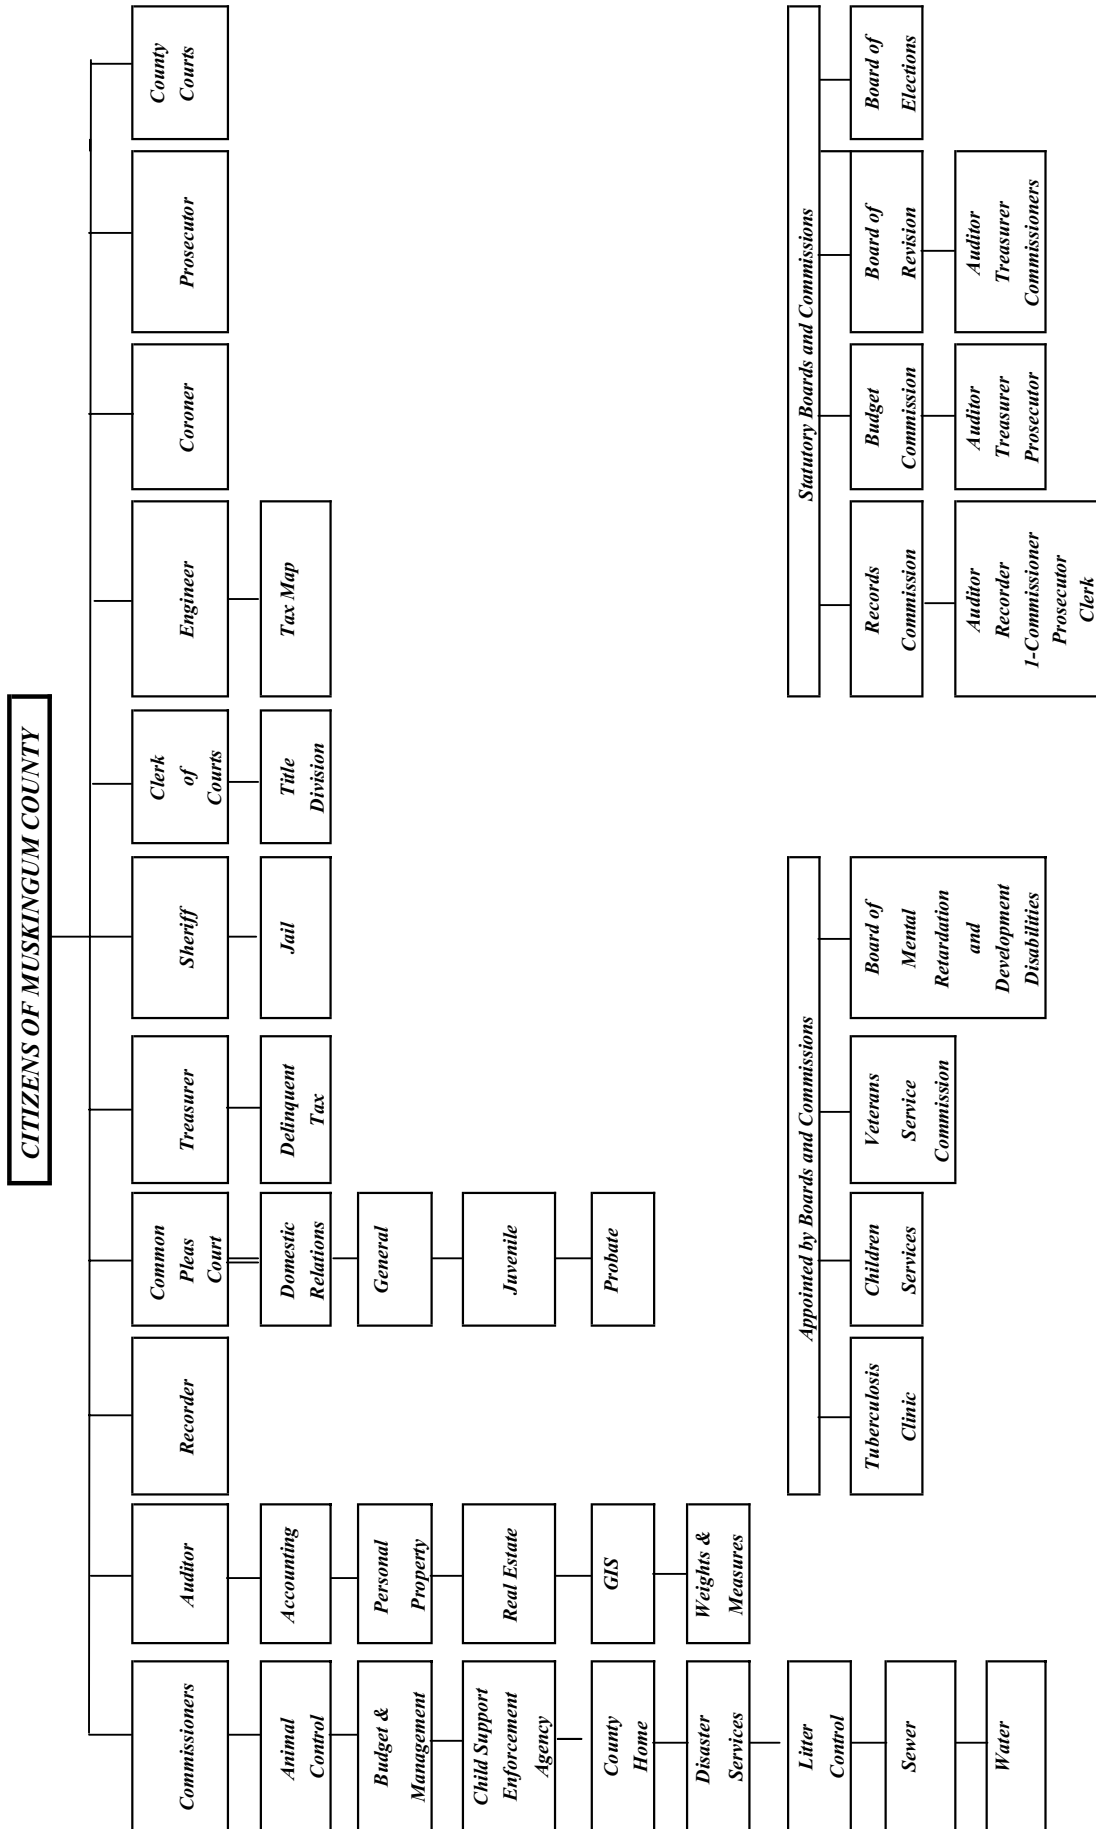 CITIZENS OF MUSKINGUM COUNTY
Commissioners
Auditor
Recorder
Common
Pleas
Court
Treasurer
Sheriff
Clerk
of
Courts
Engineer
Coroner
Prosecutor
County
Courts
Animal
Control
Accounting
Domestic
Relations
Delinquent
Tax
Jail
Title
Division
Tax Map
Budget &
Management
Personal
Property
General
Child Support
Enforcement
Agency
Real Estate
Juvenile
County
Home
GIS
Probate
Disaster
Services
Weights &
Measures
Litter
Control
Sewer
Water
Appointed by Boards and Commissions
Tuberculosis
Clinic
Children
Services
Veterans
Service
Commission
Board of
Mental
Retardation
and
Development
Disabilities
Statutory Boards and Commissions
Records
Commission
Budget
Commission
Board of
Revision
Board of
Elections
Auditor
Recorder
1-Commissioner
Prosecutor
Clerk
Auditor
Treasurer
Prosecutor
Auditor
Treasurer
Commissioners